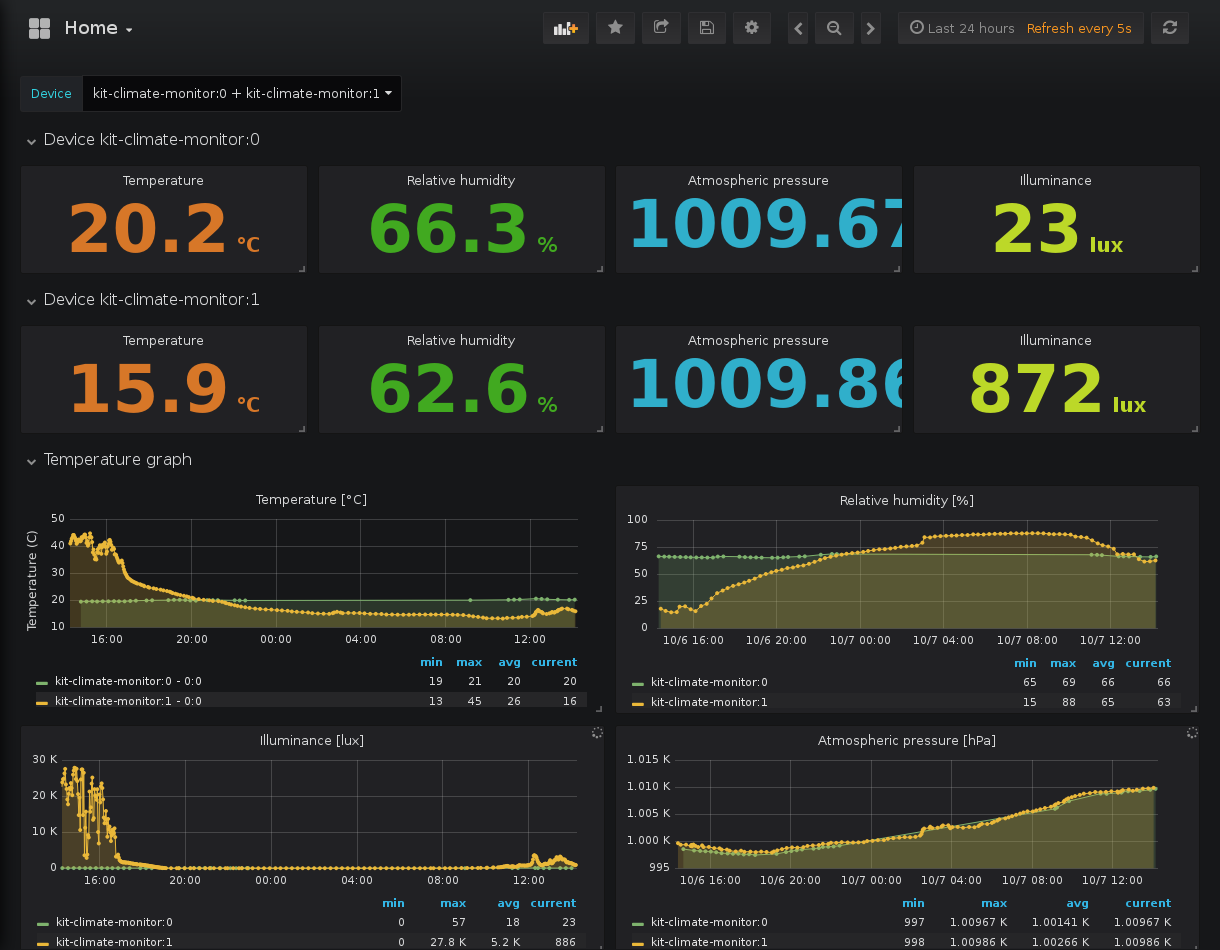 Home
Last 24 hours Refresh every 5s
Device kit-climate-monitor:0 + kit-climate-monitor:1
Device kit-climate-monitor:0
Temperature Relative humidity Atmospheric pressure Illuminance
20.2 °C 66.3 % 1009.67 23 lux
Device kit-climate-monitor:1
Temperature Relative humidity Atmospheric pressure Illuminance
15.9 °C 62.6 % 1009.86 872 lux
Temperature graph
Temperature [°C]
Temperature (C)
50
40
30
20
10
16:00 20:00 00:00 04:00 08:00 12:00
min max avg current
kit-climate-monitor:0 - 0:0 19 21 20 20
kit-climate-monitor:1 - 0:0 13 45 26 16
Relative humidity [%]
100
75
50
25
0
10/6 16:00 10/6 20:00 10/7 00:00 10/7 04:00 10/7 08:00 10/7 12:00
min max avg current
kit-climate-monitor:0 65 69 66 66
kit-climate-monitor:1 15 88 65 63
Illuminance [lux]
30 K
20 K
10 K
0
16:00 20:00 00:00 04:00 08:00 12:00
min max avg current
kit-climate-monitor:0 0 57 18 23
kit-climate-monitor:1 0 27.8 K 5.2 K 886
Atmospheric pressure [hPa]
1.015 K
1.010 K
1.005 K
1.000 K
995
10/6 16:00 10/6 20:00 10/7 00:00 10/7 04:00 10/7 08:00 10/7 12:00
min max avg current
kit-climate-monitor:0 997 1.00967 K 1.00141 K 1.00967 K
kit-climate-monitor:1 998 1.00986 K 1.00266 K 1.00986 K